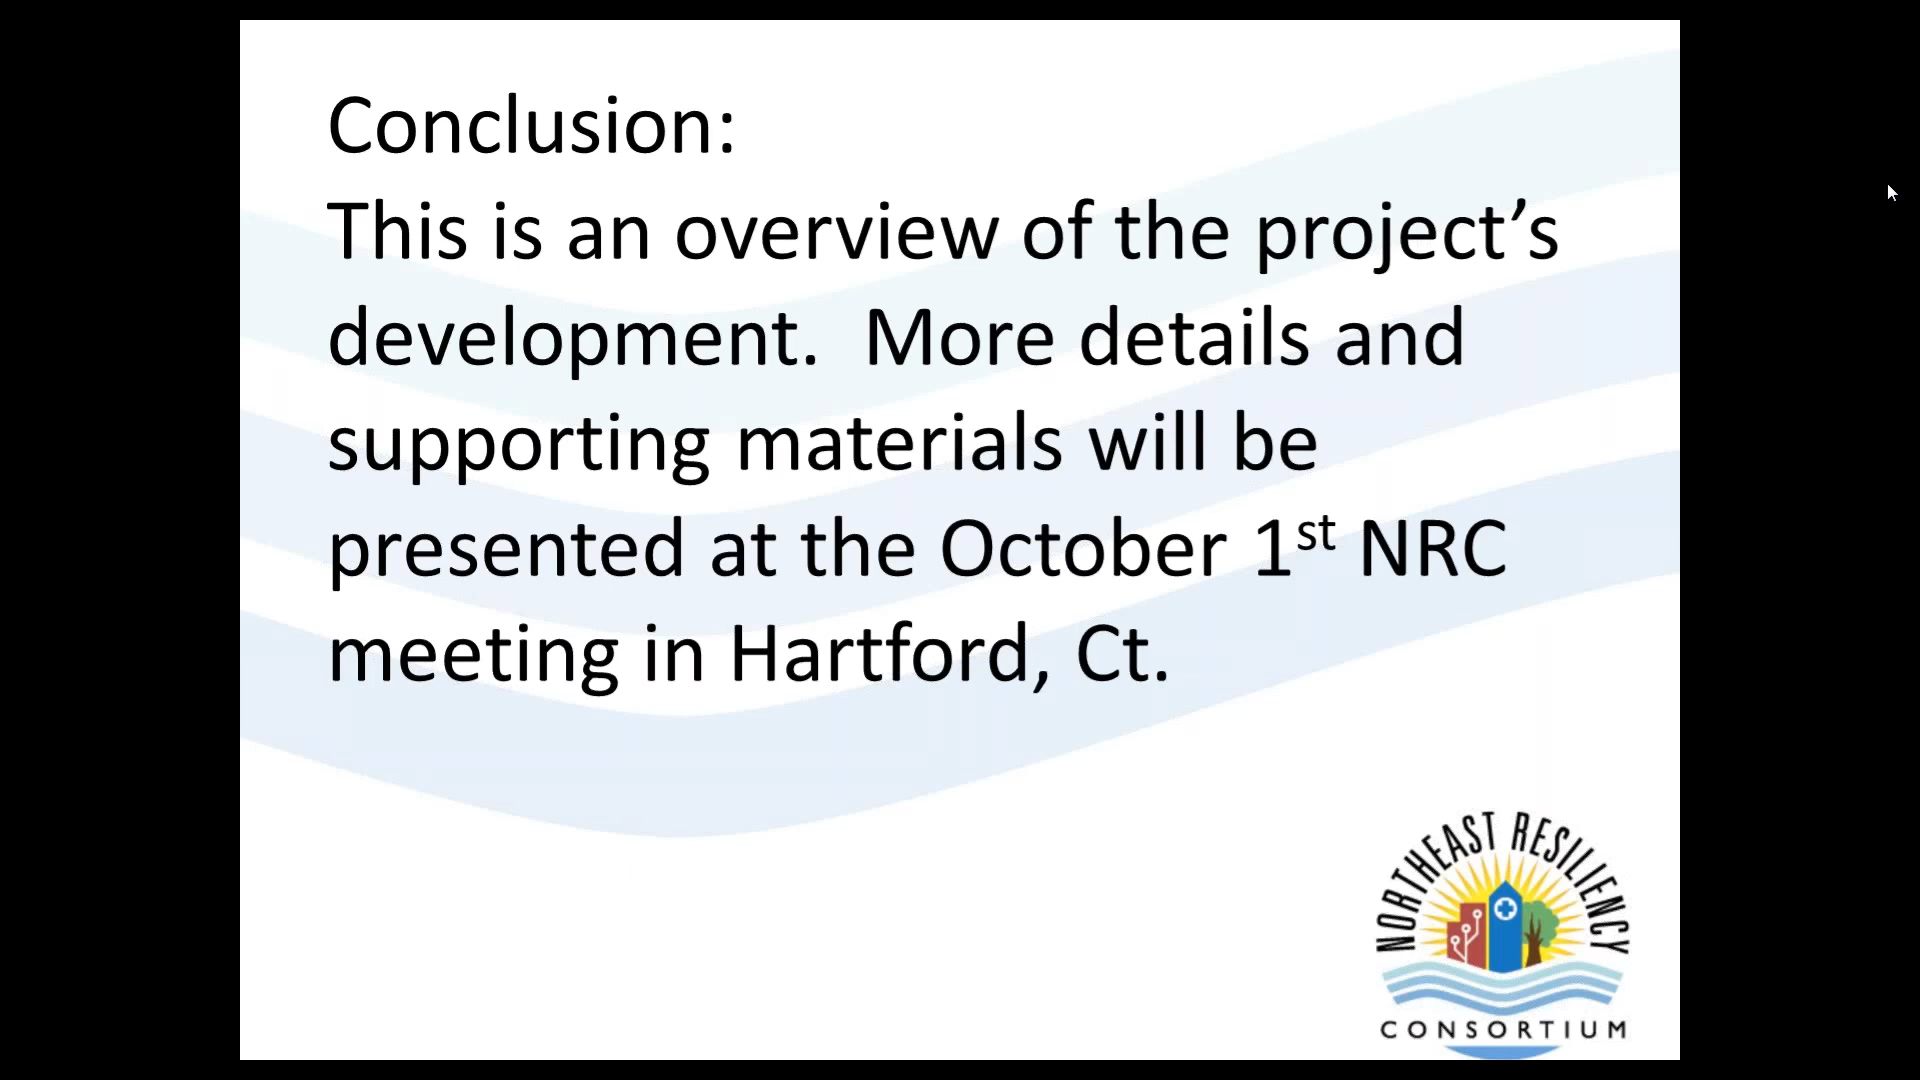 Conclusion:
This is an overview of the project’s
development.  More details and
supporting materials will be
presented at the October 1st NRC
meeting in Hartford, Ct.
NORTHEAST RESILIENCY
CONSORTIUM